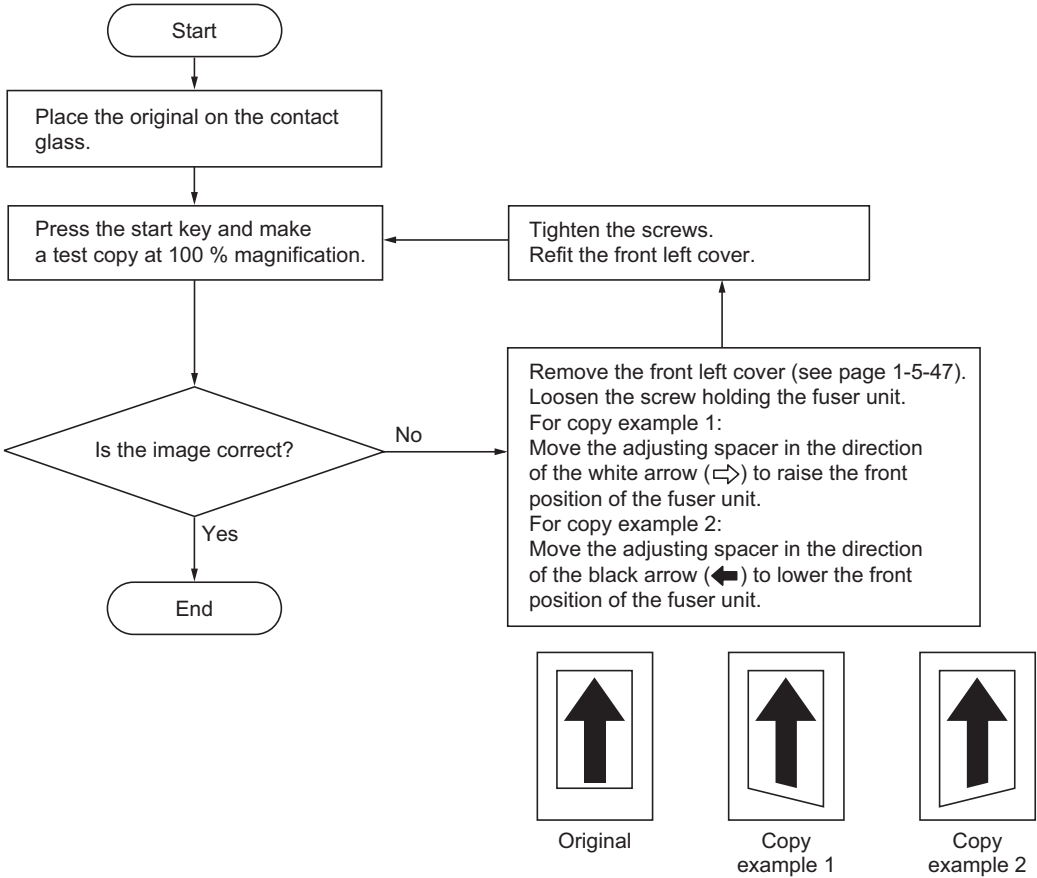 Start
Place the original on the contact
glass.
Press the start key and make
a test copy at 100 % magnification.
Tighten the screws.
Refit the front left cover.
Is the image correct?
No
Yes
End
Remove the front left cover (see page 1-5-47).
Loosen the screw holding the fuser unit.
For copy example 1:
Move the adjusting spacer in the direction
of the white arrow (⇨) to raise the front
position of the fuser unit.
For copy example 2:
Move the adjusting spacer in the direction
of the black arrow (🡄) to lower the front
position of the fuser unit.
Original
Copy
example 1
Copy
example 2